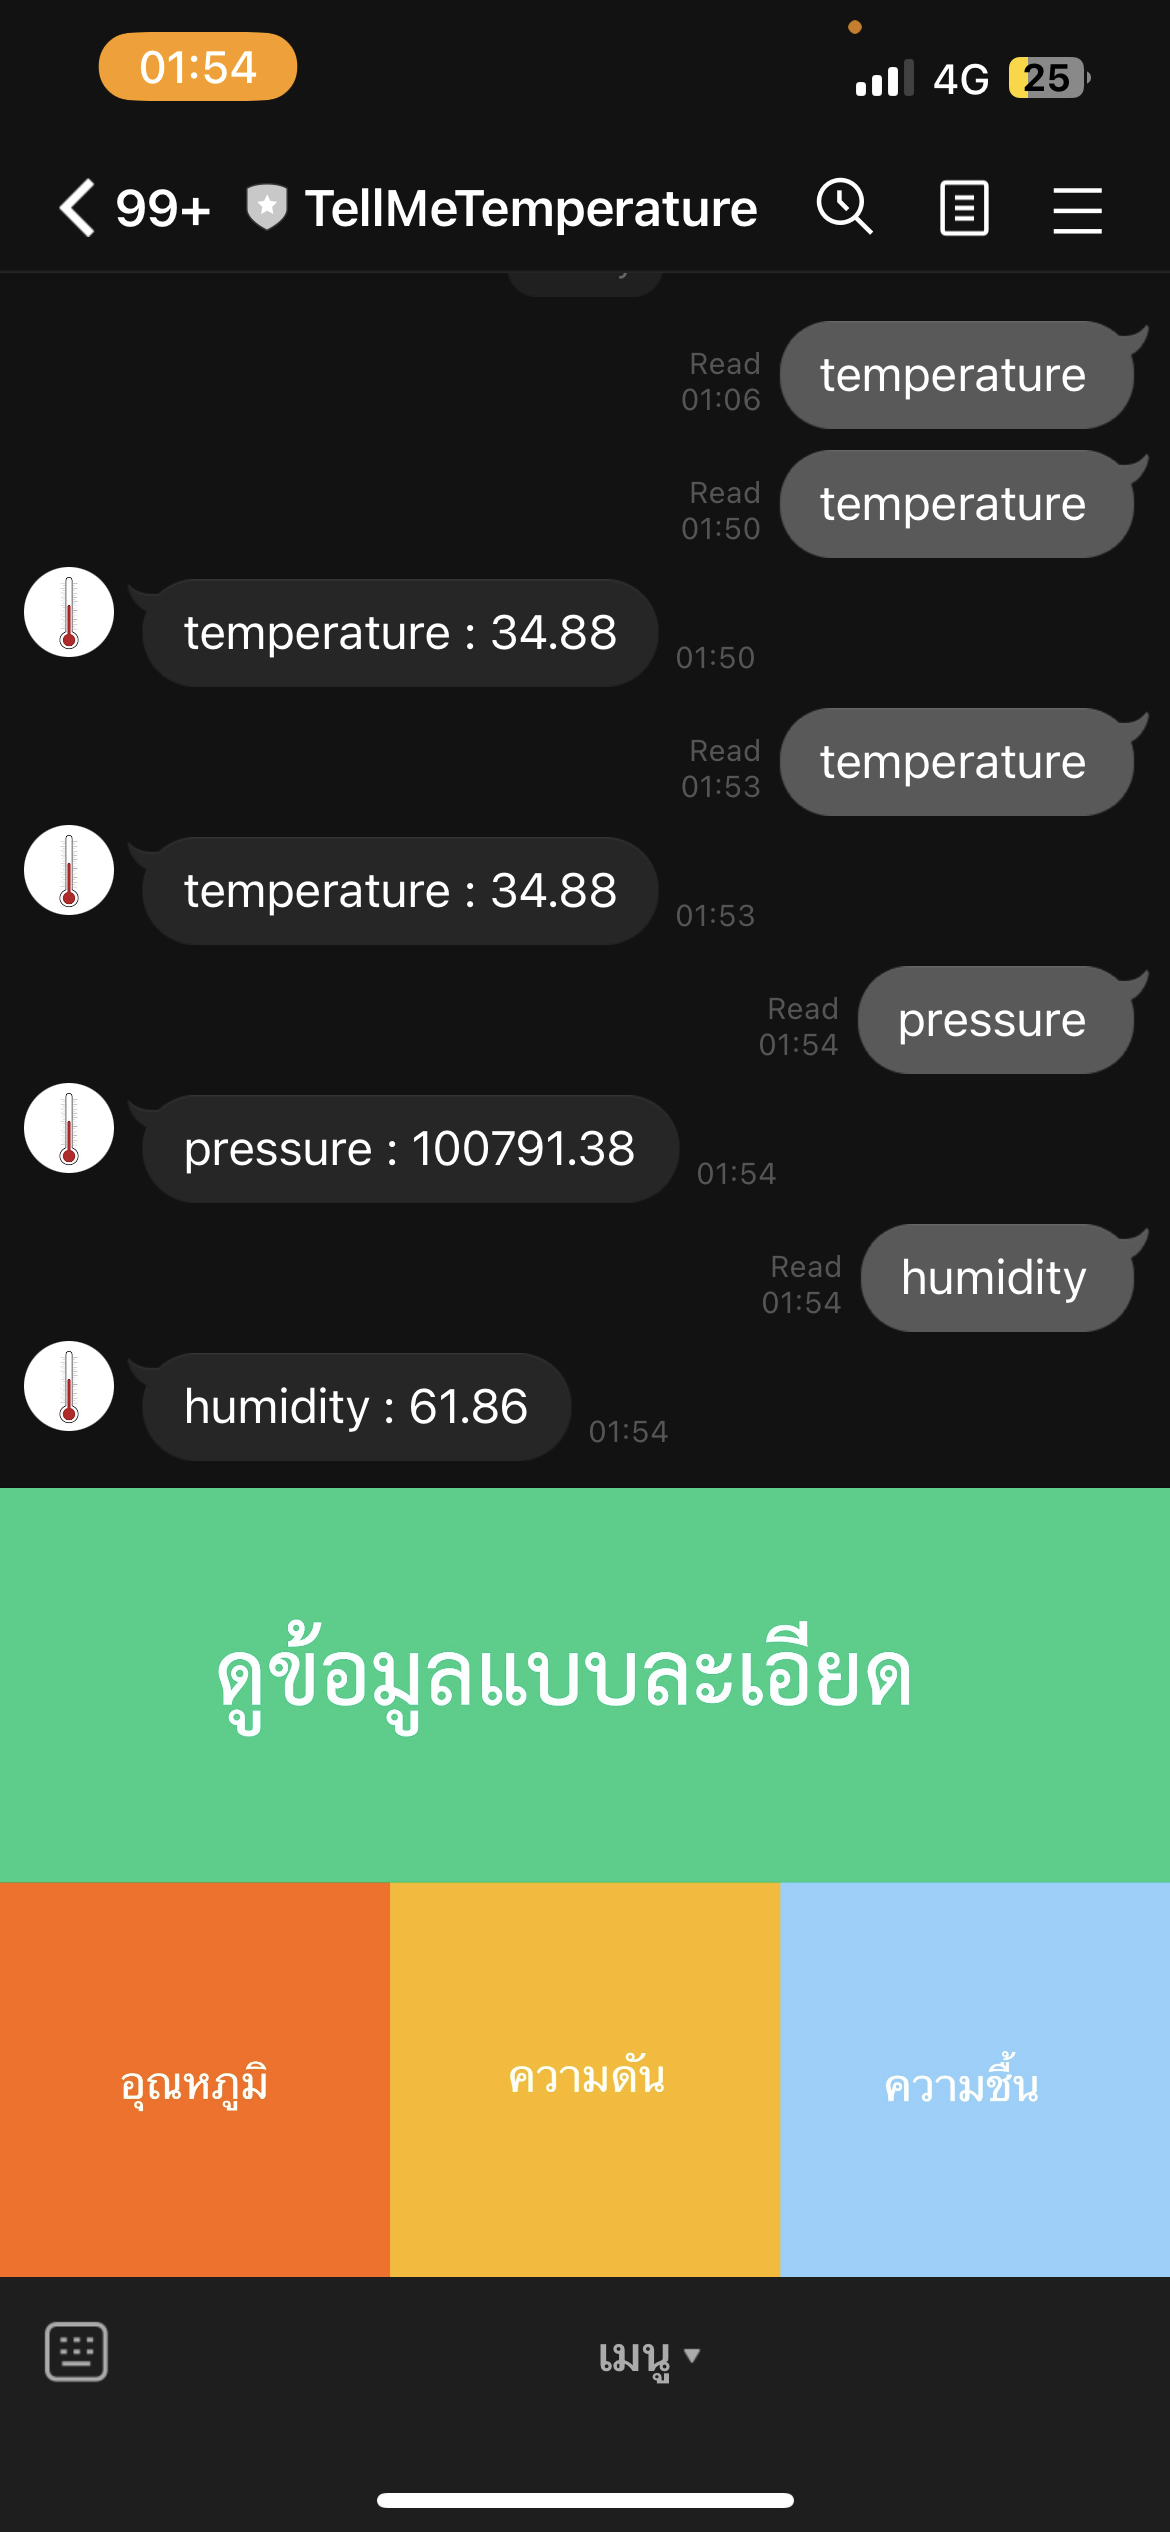 01:54
4G 25
99+ TellMeTemperature
Read
01:06
temperature
Read
01:50
temperature
temperature : 34.88
01:50
Read
01:53
temperature
temperature : 34.88
01:53
Read
01:54
pressure
pressure : 100791.38
01:54
Read
01:54
humidity
humidity : 61.86
01:54
ดูข้อมูลแบบละเอียด
อุณหภูมิ
ความดัน
ความชื้น
เมนู